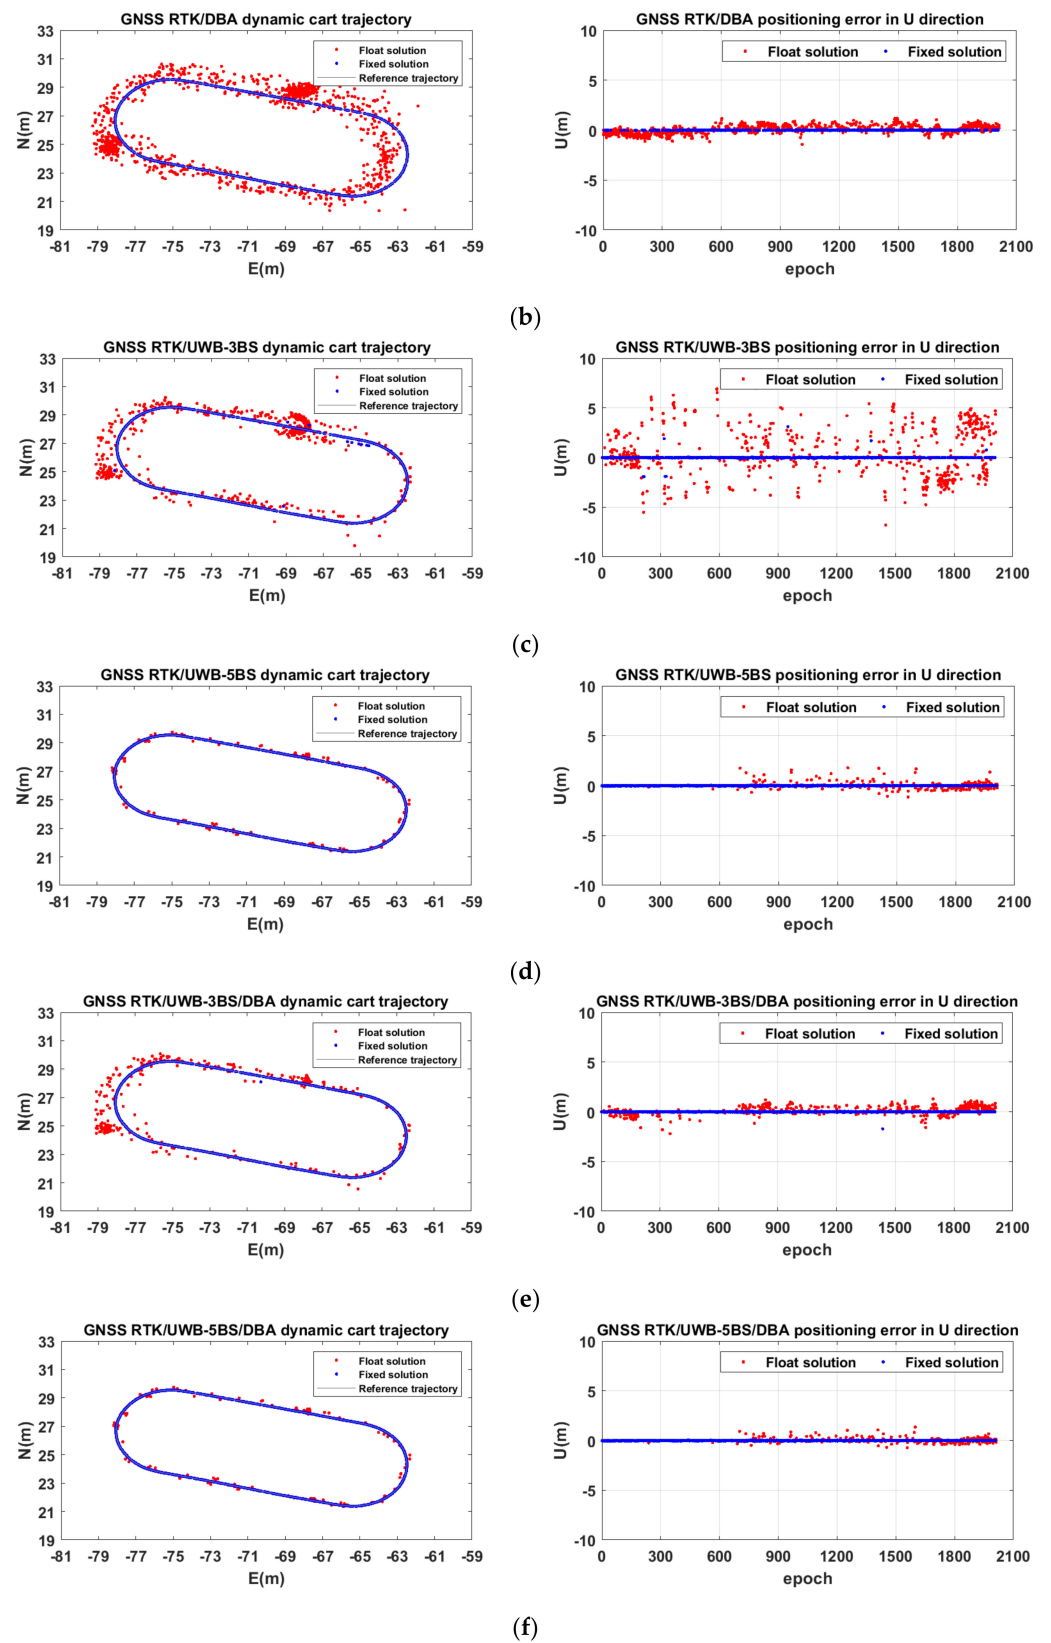 GNSS RTK/DBA dynamic cart trajectory
33
31
29
27
25
23
21
19
N(m)
Float solution
Fixed solution
Reference trajectory
-81 -79 -77 -75 -73 -71 -69 -67 -65 -63 -61 -59
E(m)
GNSS RTK/DBA positioning error in U direction
10
5
0
-5
-10
U(m)
Float solution Fixed solution
0 300 600 900 1200 1500 1800 2100
epoch
(b)
GNSS RTK/UWB-3BS dynamic cart trajectory
33
31
29
27
25
23
21
19
N(m)
Float solution
Fixed solution
Reference trajectory
-81 -79 -77 -75 -73 -71 -69 -67 -65 -63 -61 -59
E(m)
GNSS RTK/UWB-3BS positioning error in U direction
10
5
0
-5
-10
U(m)
Float solution Fixed solution
0 300 600 900 1200 1500 1800 2100
epoch
(c)
GNSS RTK/UWB-5BS dynamic cart trajectory
33
31
29
27
25
23
21
19
N(m)
Float solution
Fixed solution
Reference trajectory
-81 -79 -77 -75 -73 -71 -69 -67 -65 -63 -61 -59
E(m)
GNSS RTK/UWB-5BS positioning error in U direction
10
5
0
-5
-10
U(m)
Float solution Fixed solution
0 300 600 900 1200 1500 1800 2100
epoch
(d)
GNSS RTK/UWB-3BS/DBA dynamic cart trajectory
33
31
29
27
25
23
21
19
N(m)
Float solution
Fixed solution
Reference trajectory
-81 -79 -77 -75 -73 -71 -69 -67 -65 -63 -61 -59
E(m)
GNSS RTK/UWB-3BS/DBA positioning error in U direction
10
5
0
-5
-10
U(m)
Float solution Fixed solution
0 300 600 900 1200 1500 1800 2100
epoch
(e)
GNSS RTK/UWB-5BS/DBA dynamic cart trajectory
33
31
29
27
25
23
21
19
N(m)
Float solution
Fixed solution
Reference trajectory
-81 -79 -77 -75 -73 -71 -69 -67 -65 -63 -61 -59
E(m)
GNSS RTK/UWB-5BS/DBA positioning error in U direction
10
5
0
-5
-10
U(m)
Float solution Fixed solution
0 300 600 900 1200 1500 1800 2100
epoch
(f)